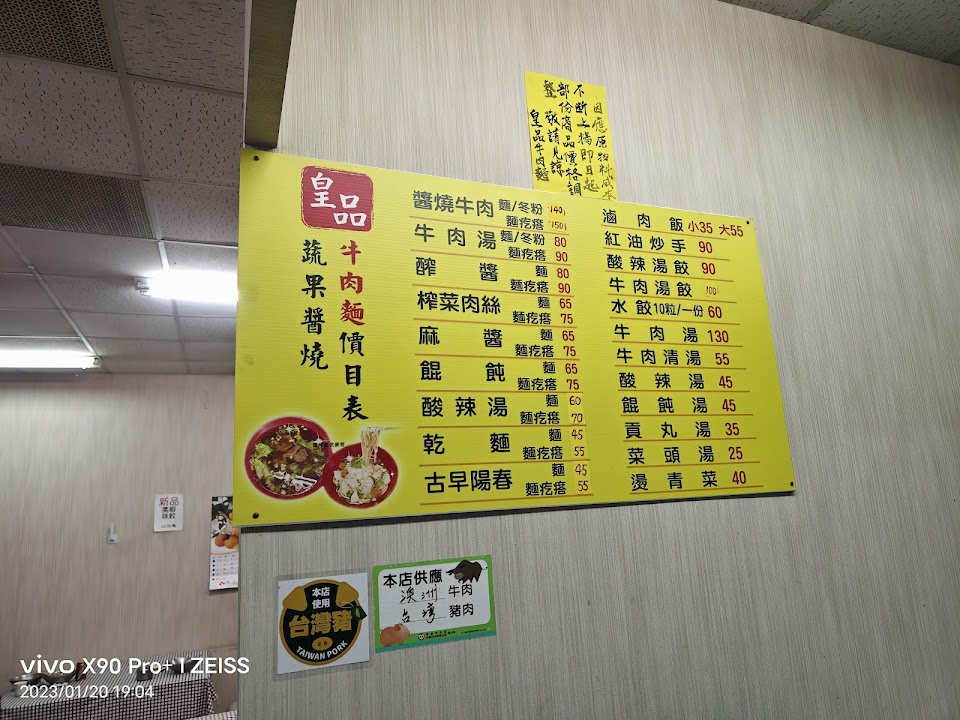 因應原物料成本
不斷上揚即日起
部份商品價格調
整 敬請見諒
皇品牛肉麵
皇品
牛肉麵價目表
蔬果醬燒
醬燒牛肉 麵/冬粉 140
麵疙瘩 150
牛肉湯 麵/冬粉 80
麵疙瘩 90
醡醬 麵 80
麵疙瘩 90
榨菜肉絲 麵 65
麵疙瘩 75
麻醬 麵 65
麵疙瘩 75
餛飩 麵 65
麵疙瘩 75
酸辣湯 麵 60
麵疙瘩 70
乾麵 麵 45
麵疙瘩 55
古早陽春 麵 45
麵疙瘩 55
滷肉飯 小35 大55
紅油炒手 90
酸辣湯餃 90
牛肉湯餃 100
水餃10粒/一份 60
牛肉湯 130
牛肉清湯 55
酸辣湯 45
餛飩湯 45
貢丸湯 35
菜頭湯 25
燙青菜 40
新品
美蝦
味餃
本店
使用
台灣豬
TAIWAN PORK
本店供應
澳洲 牛肉
台灣 豬肉
vivo X90 Pro+ | ZEISS
2023/01/20 19:04